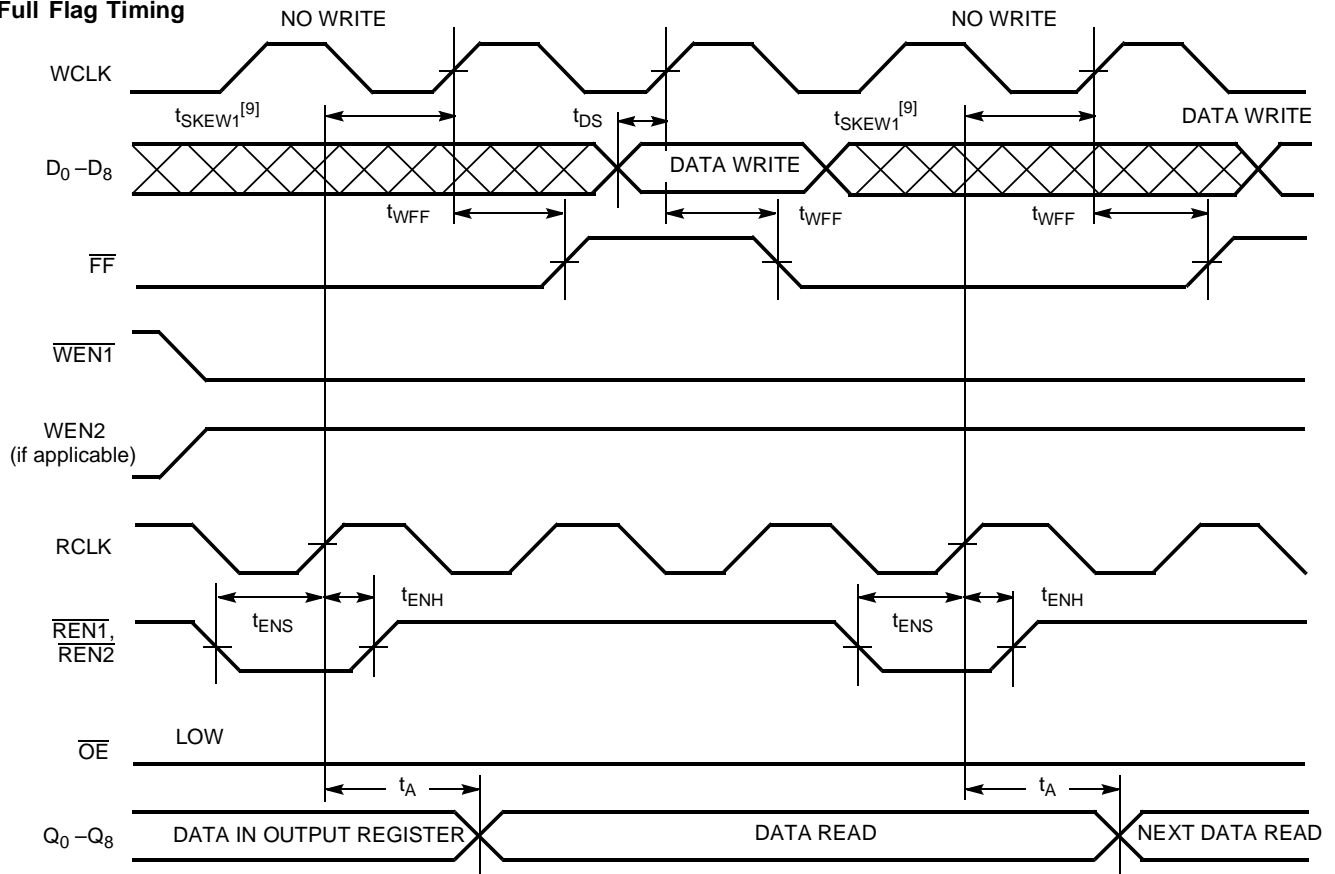 Full Flag Timing
NO WRITE
NO WRITE
WCLK
tSKEW1[9]
tDS
tSKEW1[9]
DATA WRITE
D0 –D8
DATA WRITE
tWFF
tWFF
tWFF
FF
WEN1
WEN2
(if applicable)
RCLK
tENS
tENH
tENS
tENH
REN1,
REN2
LOW
OE
tA
tA
Q0 –Q8
DATA IN OUTPUT REGISTER
DATA READ
NEXT DATA READ